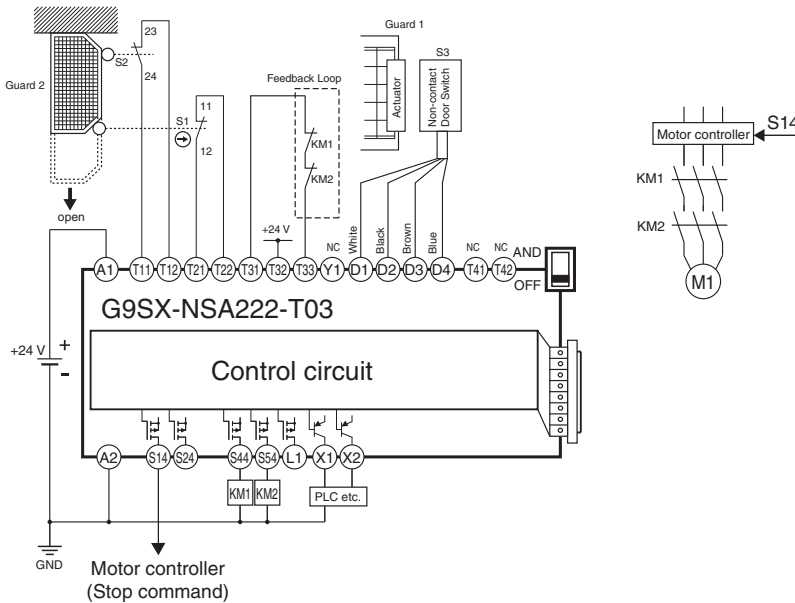 Guard 1
23
S2
24
Guard 2
Feedback Loop
S3
Actuator
Non-contact
Door Switch
11
S1
12
KM1
KM2
open
+24 V
NC
White
Black
Brown
Blue
NC
NC
AND
OFF
A1
T11
T12
T21
T22
T31
T32
T33
Y1
D1
D2
D3
D4
T41
T42
G9SX-NSA222-T03
Control circuit
+24 V
+
-
A2
S14
S24
S44
S54
L1
X1
X2
KM1
KM2
PLC etc.
GND
Motor controller
(Stop command)
Motor controller
S14
KM1
KM2
M1